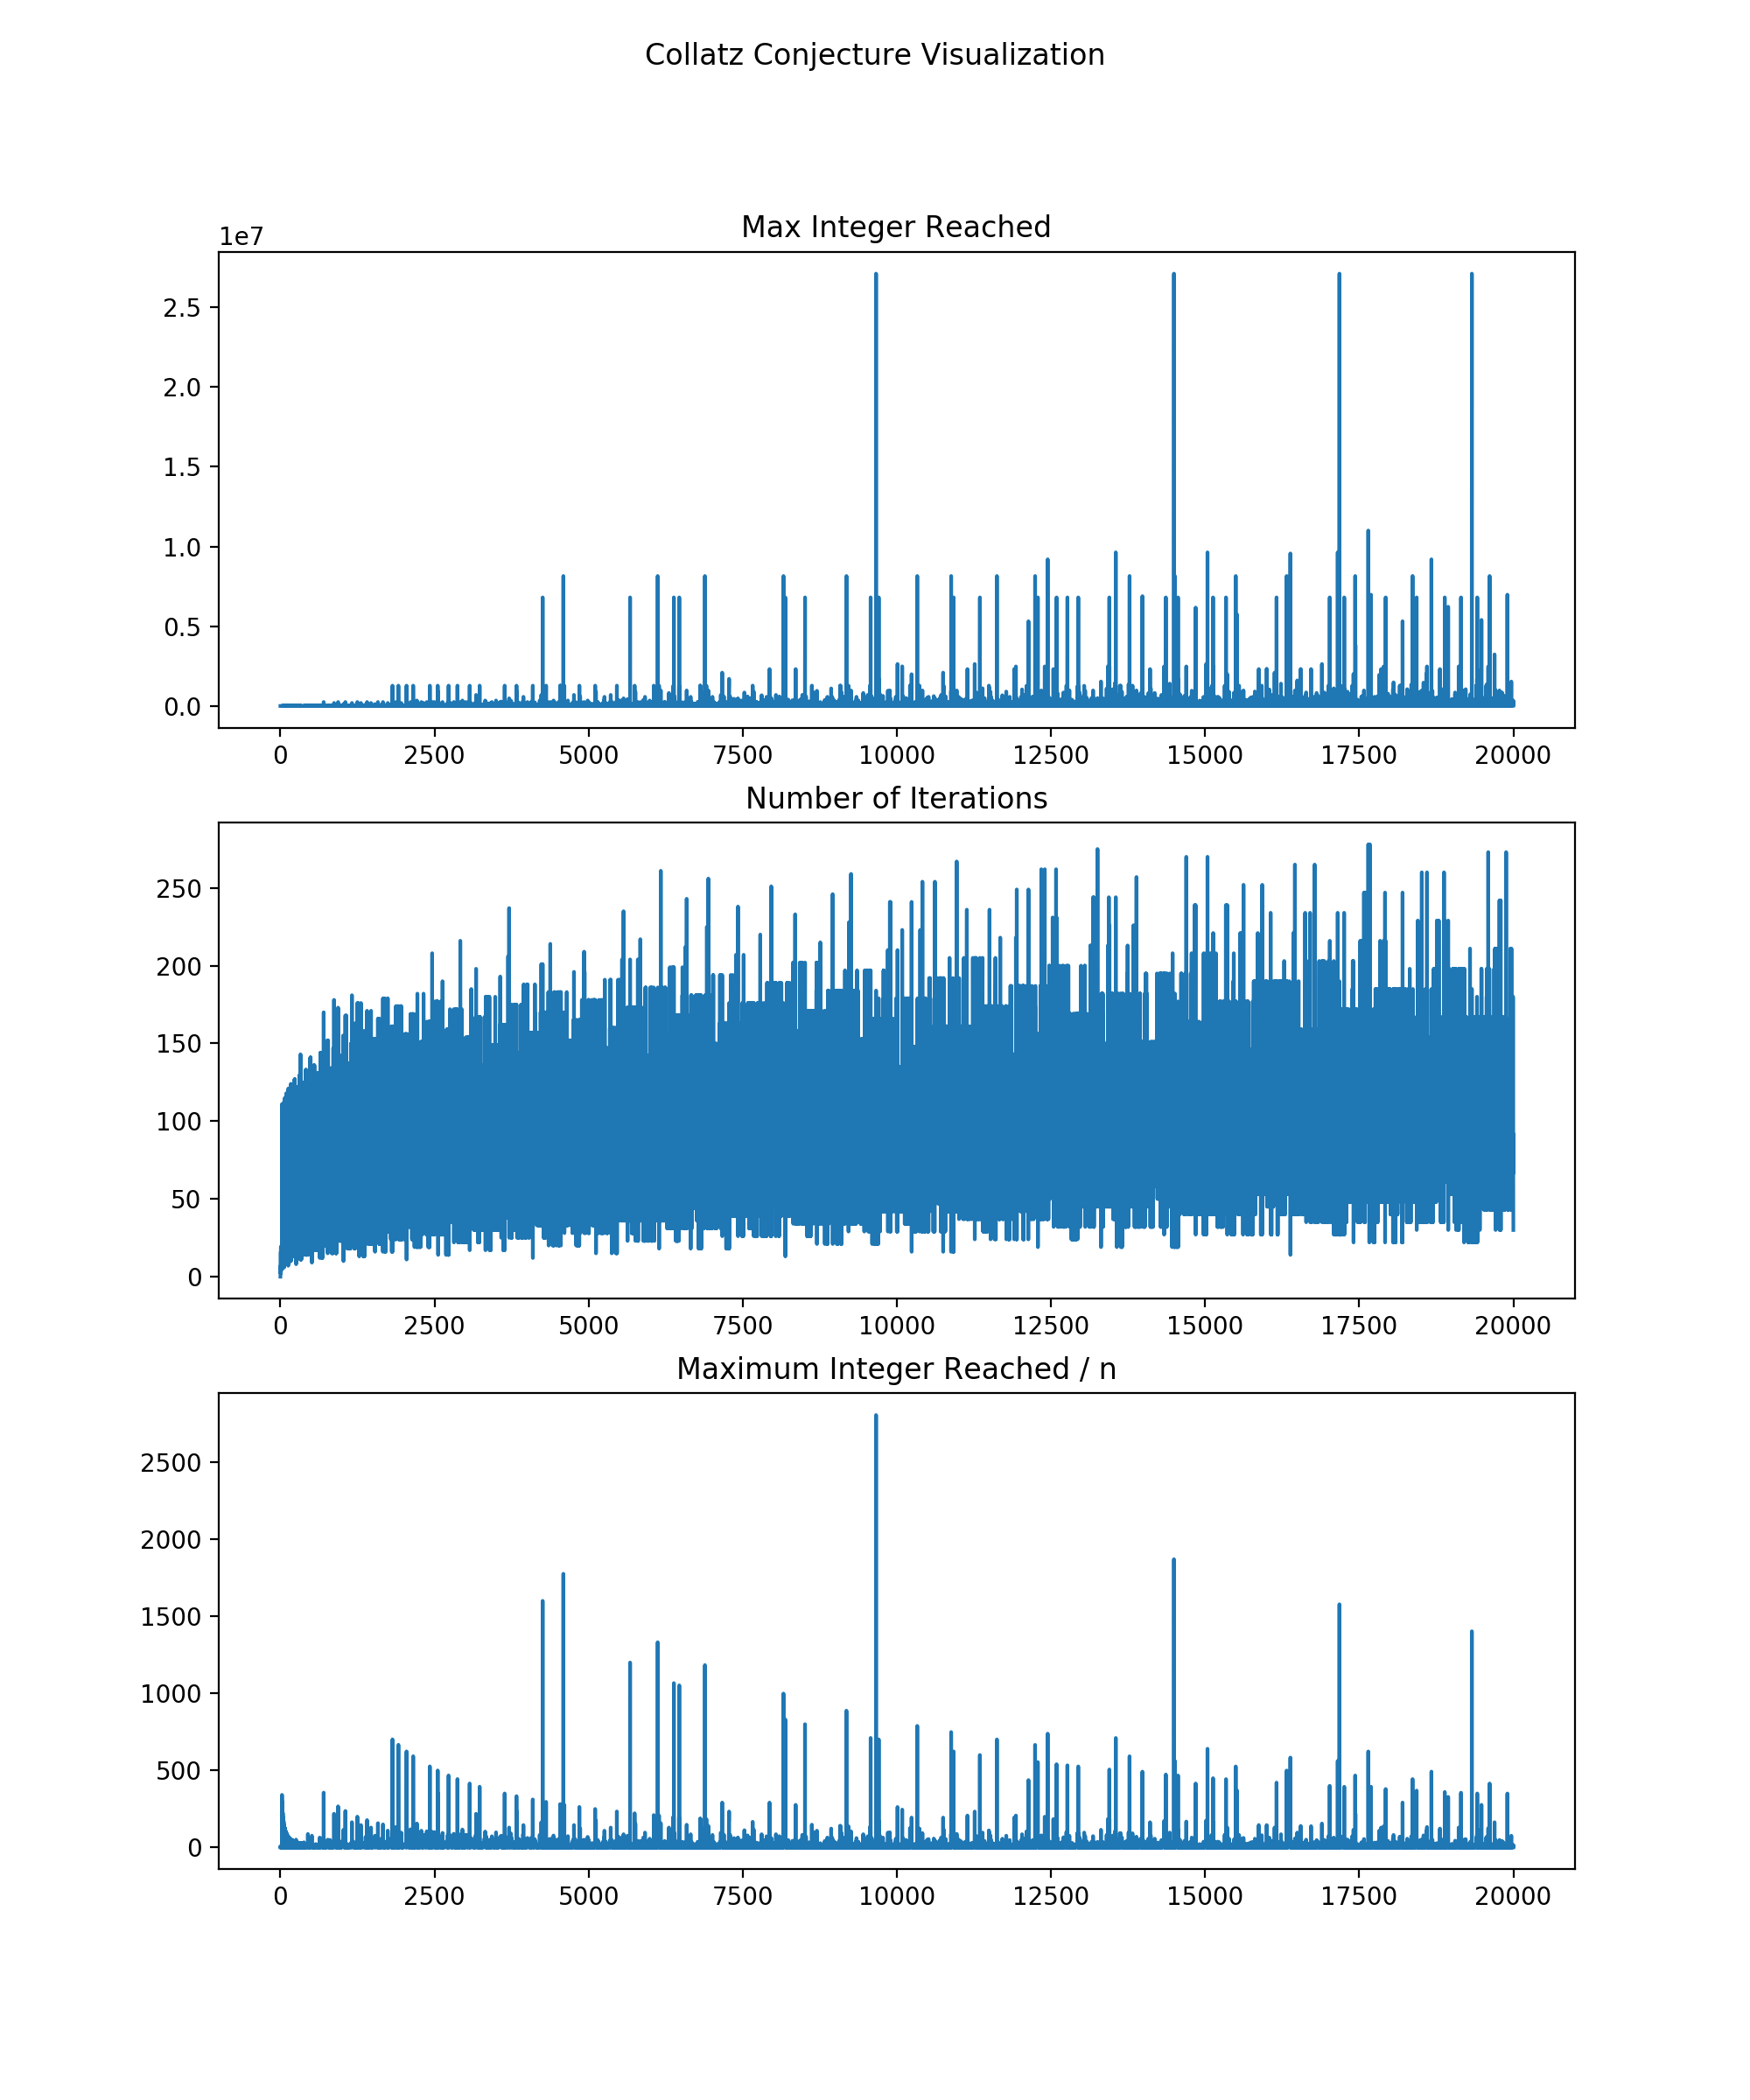 Collatz Conjecture Visualization
Max Integer Reached
1e7
2.5
2.0
1.5
1.0
0.5
0.0
0 2500 5000 7500 10000 12500 15000 17500 20000
Number of Iterations
250
200
150
100
50
0
0 2500 5000 7500 10000 12500 15000 17500 20000
Maximum Integer Reached / n
2500
2000
1500
1000
500
0
0 2500 5000 7500 10000 12500 15000 17500 20000